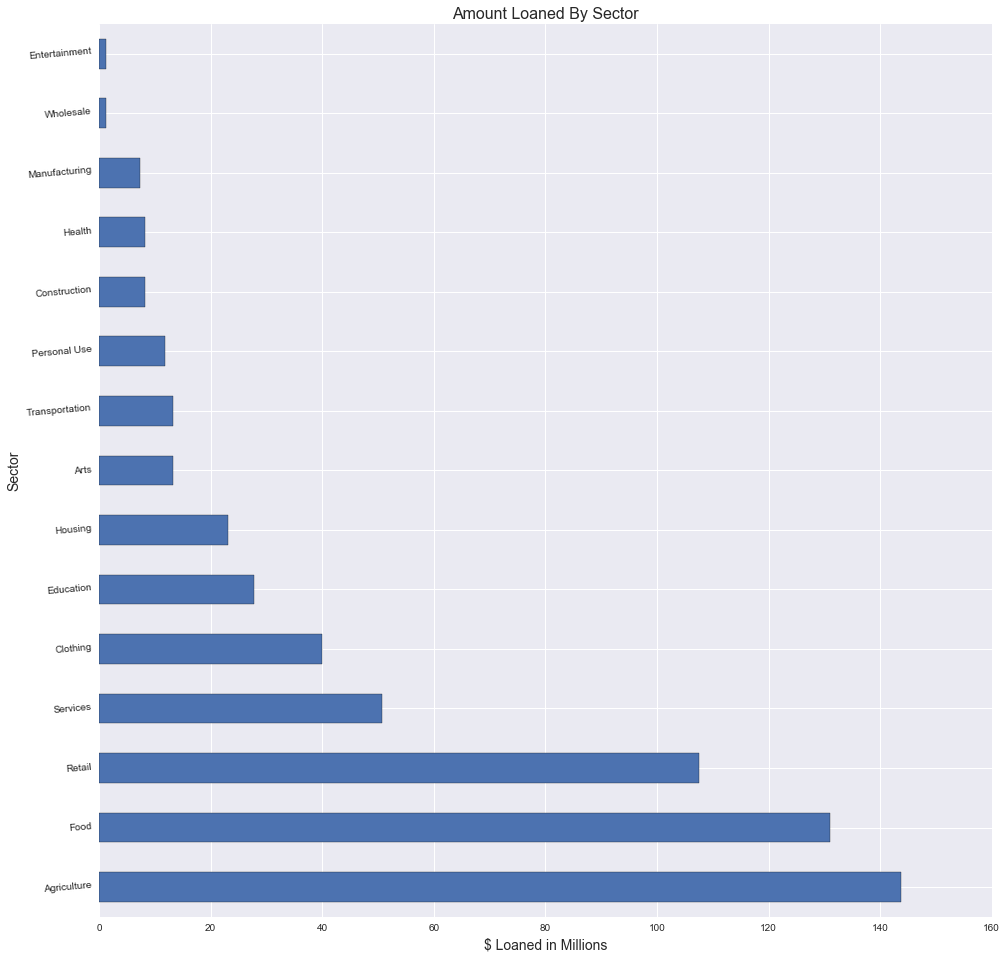 Amount Loaned By Sector
Entertainment
Wholesale
Manufacturing
Health
Construction
Personal Use
Transportation
Arts
Housing
Education
Clothing
Services
Retail
Food
Agriculture
Sector
0 20 40 60 80 100 120 140 160
$ Loaned in Millions